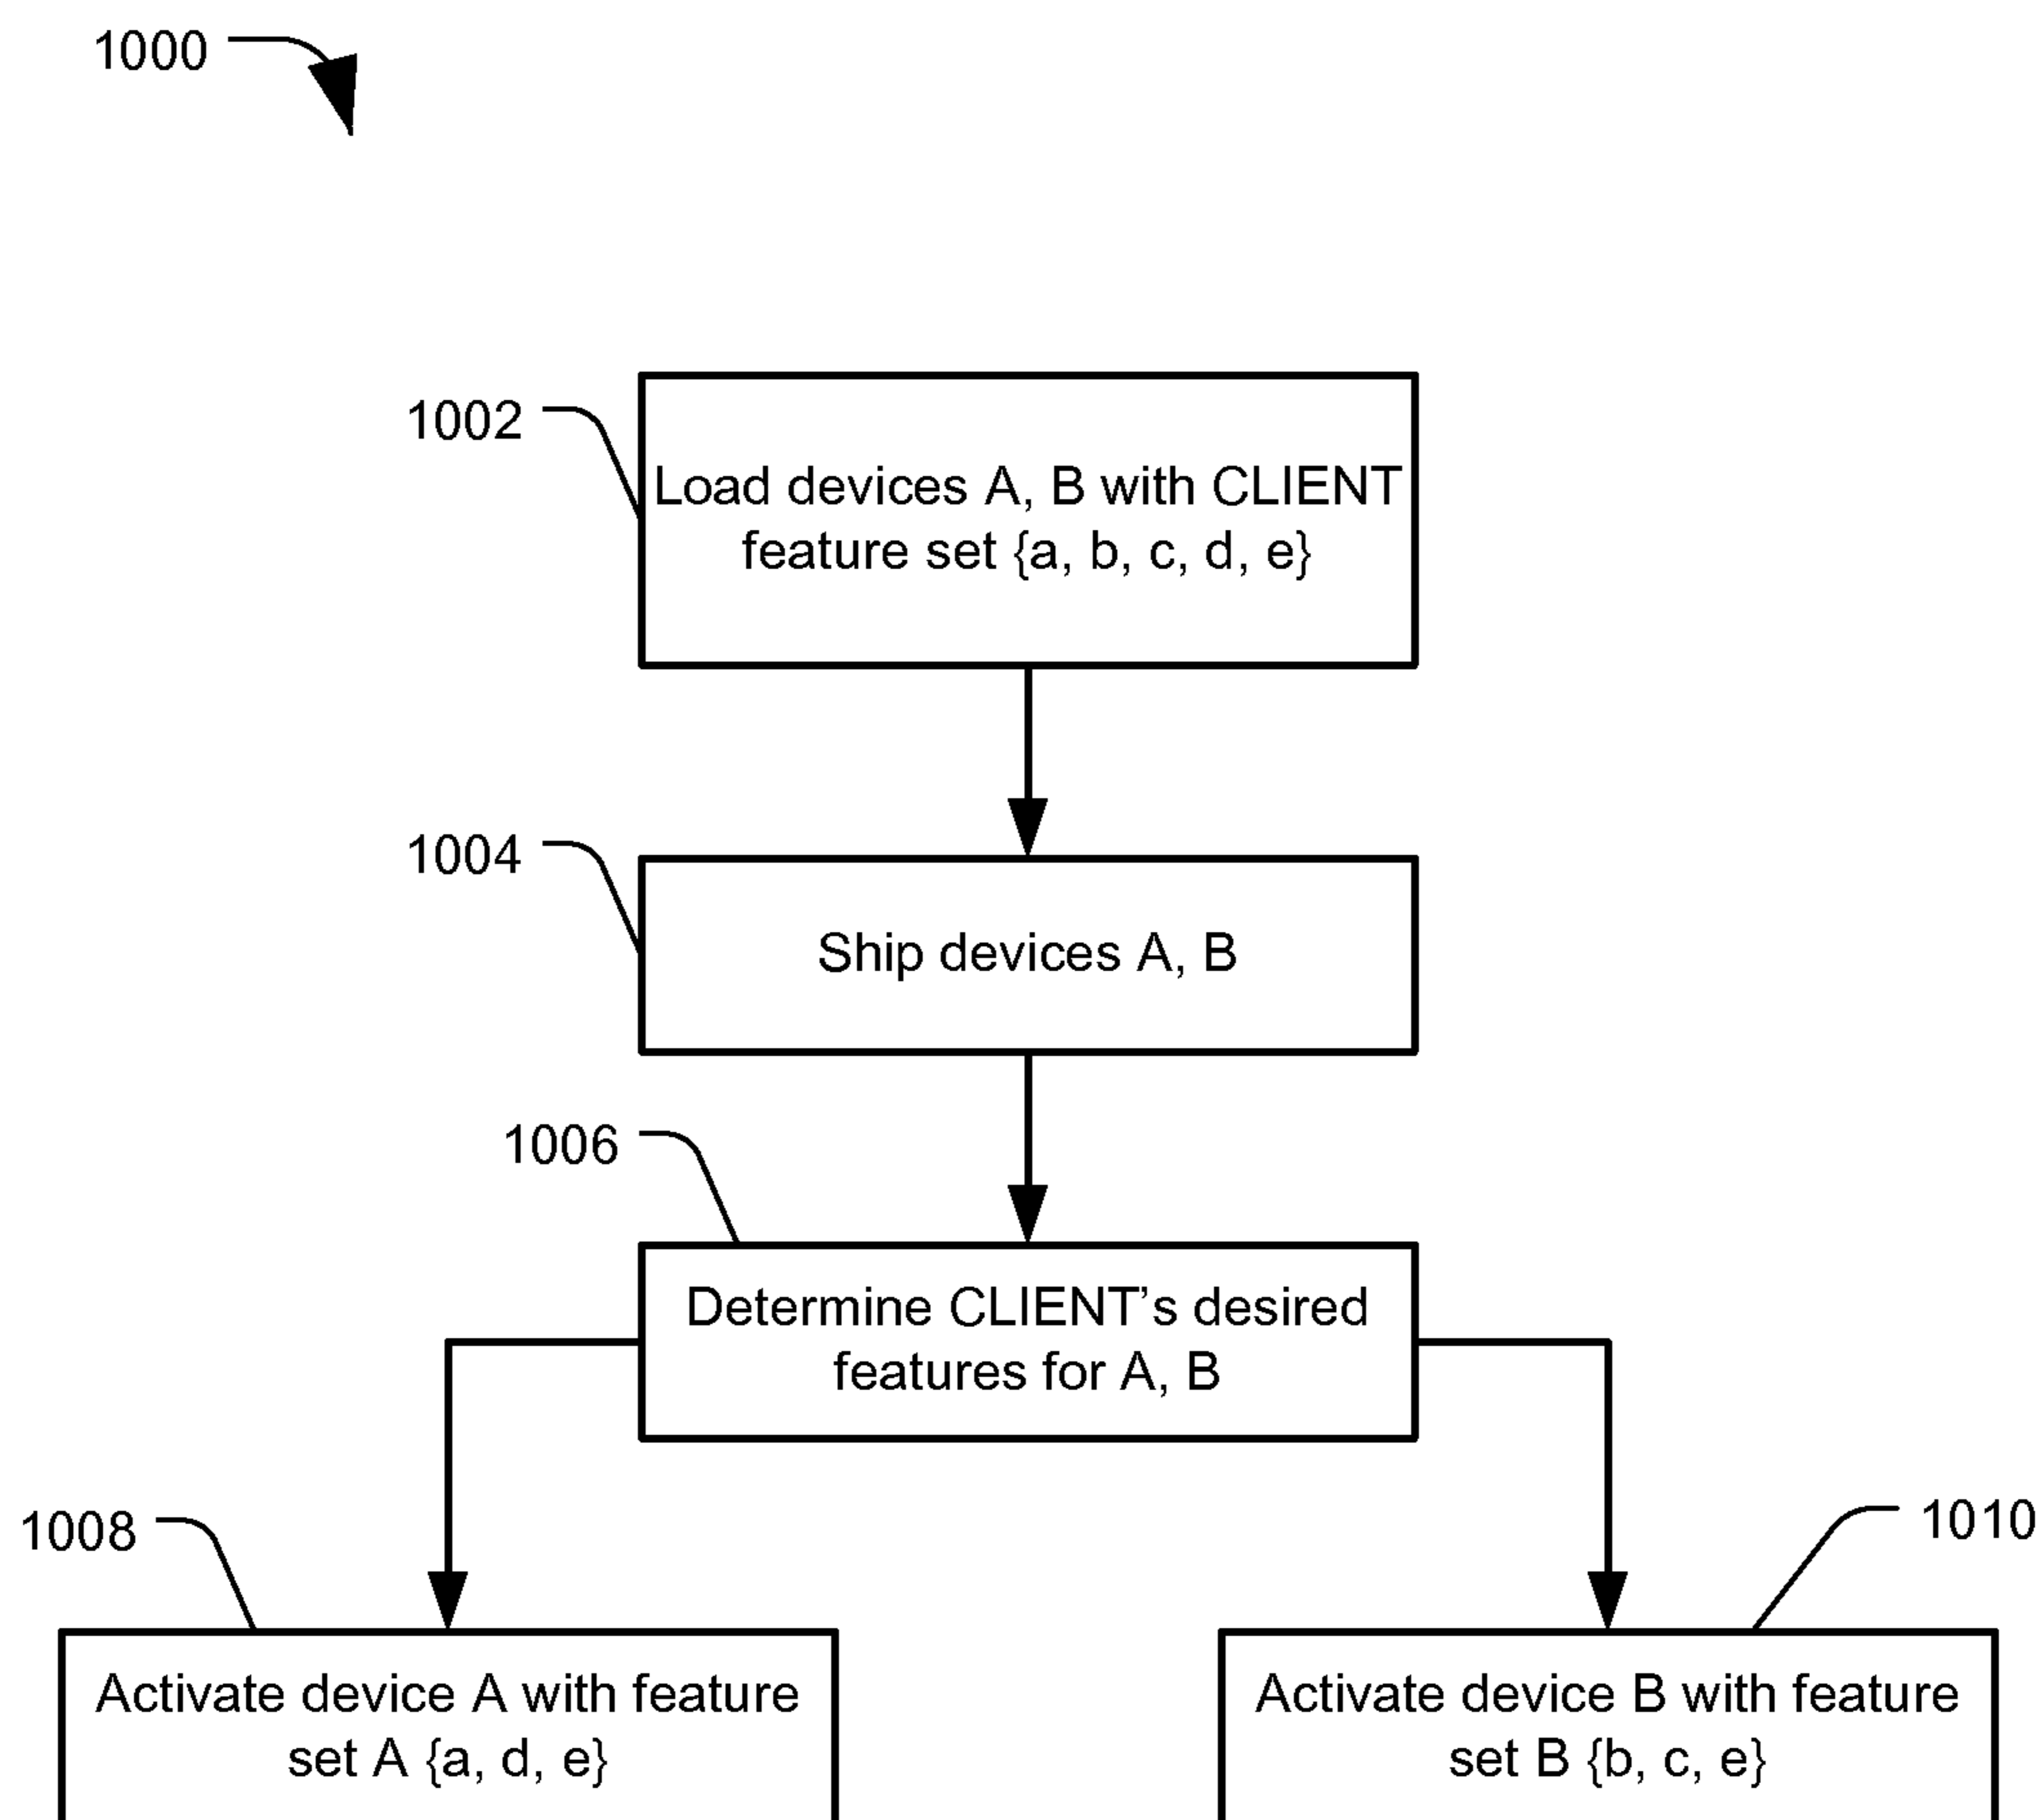 1000
1002
Load devices A, B with CLIENT
feature set {a, b, c, d, e}
1004
Ship devices A, B
1006
Determine CLIENT’s desired
features for A, B
1008
1010
Activate device A with feature
set A {a, d, e}
Activate device B with feature
set B {b, c, e}